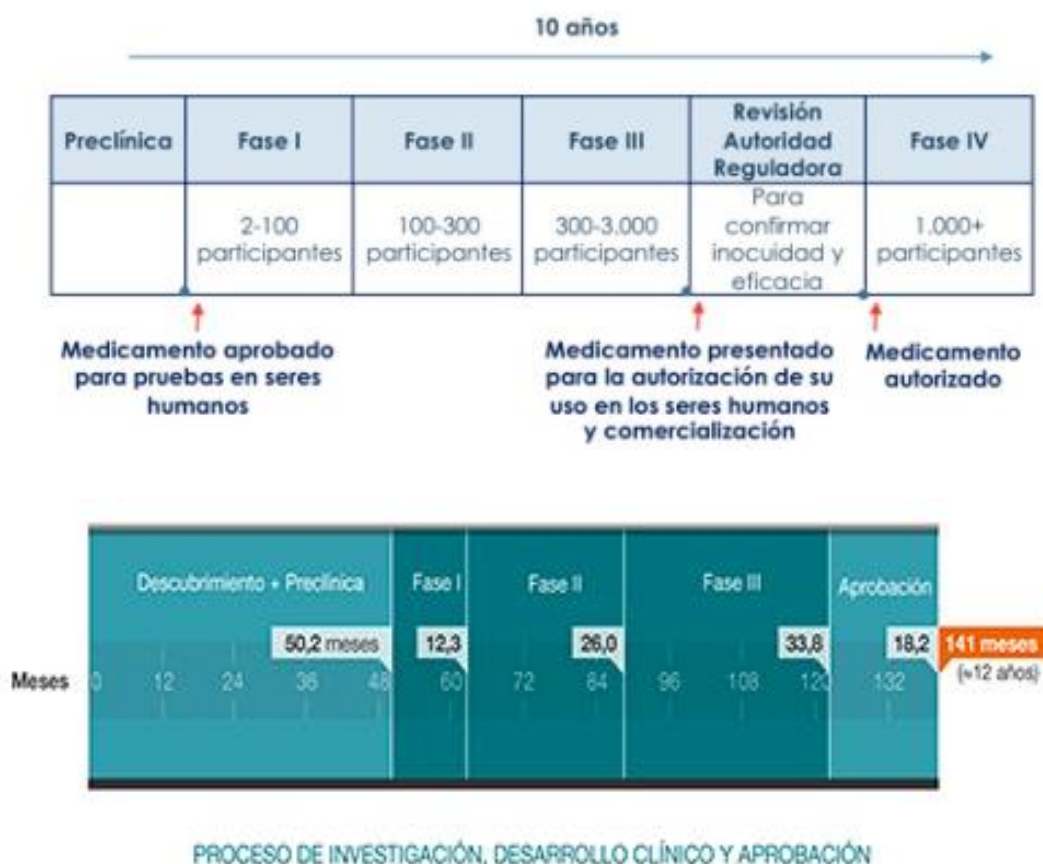 10 años
Preclínica
Fase I
Fase II
Fase III
Revisión
Autoridad
Reguladora
Fase IV
2-100
participantes
100-300
participantes
300-3.000
participantes
Para
confirmar
inocuidad y
eficacia
1.000+
participantes
Medicamento aprobado
para pruebas en seres
humanos
Medicamento presentado
para la autorización de su
uso en los seres humanos
y comercialización
Medicamento
autorizado
Descubrimiento + Preclínica
Fase I
Fase II
Fase III
Aprobación
50,2 meses
12,3
26,0
33,8
18,2
141 meses
(≈12 años)
Meses
0 12 24 36 48 60 72 84 96 108 120 132
PROCESO DE INVESTIGACIÓN, DESARROLLO CLÍNICO Y APROBACIÓN